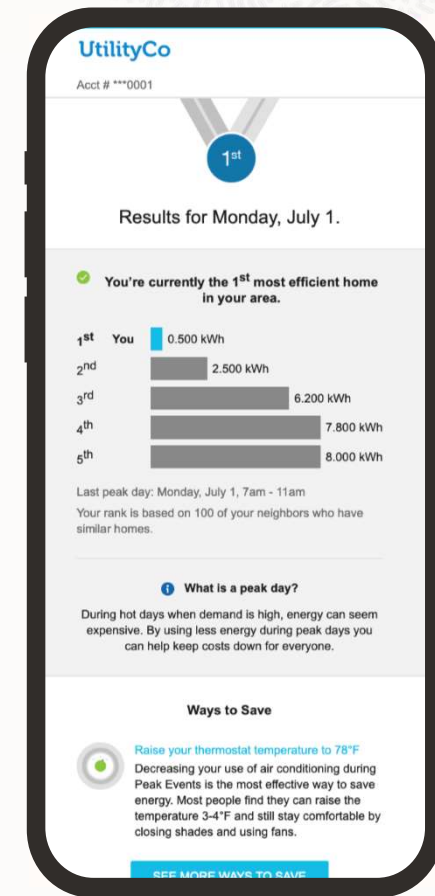 UtilityCo
Acct # ***0001
1st
Results for Monday, July 1.
You're currently the 1st most efficient home
in your area.
1st You 0.500 kWh
2nd 2.500 kWh
3rd 6.200 kWh
4th 7.800 kWh
5th 8.000 kWh
Last peak day: Monday, July 1, 7am - 11am
Your rank is based on 100 of your neighbors who have
similar homes.
What is a peak day?
During hot days when demand is high, energy can seem
expensive. By using less energy during peak days you
can help keep costs down for everyone.
Ways to Save
Raise your thermostat temperature to 78°F
Decreasing your use of air conditioning during
Peak Events is the most effective way to save
energy. Most people find they can raise the
temperature 3-4°F and still stay comfortable by
closing shades and using fans.
SEE MORE WAYS TO SAVE